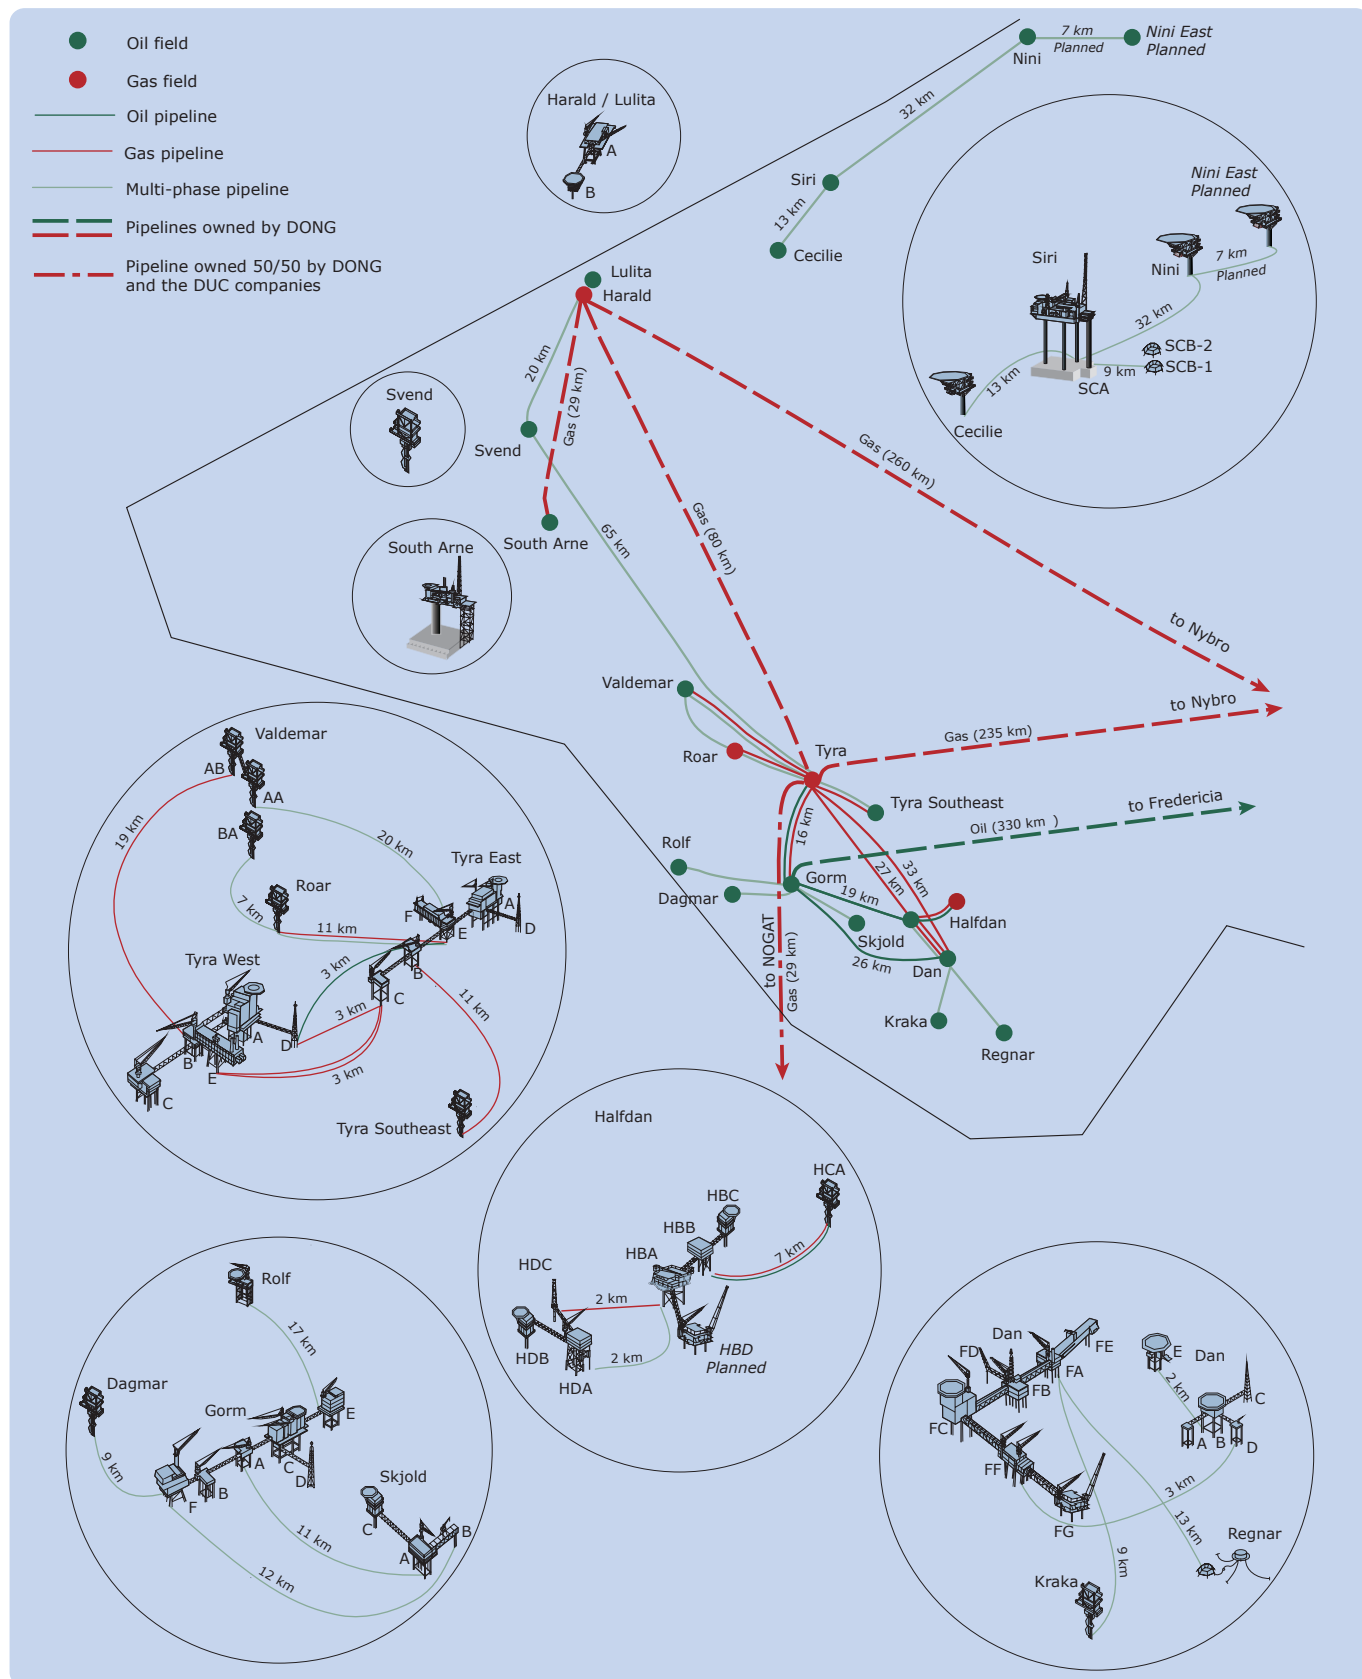 Oil field
Gas field
Oil pipeline
Gas pipeline
Multi-phase pipeline
Pipelines owned by DONG
Pipeline owned 50/50 by DONG
and the DUC companies
Harald / Lulita
A
B
7 km
Planned
Nini East
Planned
Nini
32 km
Siri
13 km
Cecilie
Nini East
Planned
Siri
Nini
7 km
Planned
32 km
SCB-2
SCB-1
9 km
SCA
13 km
Cecilie
Lulita
Harald
20 km
Gas (29 km)
Svend
Svend
South Arne
South Arne
65 km
Gas (80 km)
Gas (260 km)
to Nybro
to Nybro
Gas (235 km)
Valdemar
Roar
Tyra
Tyra Southeast
to Fredericia
Oil (330 km )
16 km
Rolf
Gorm
Dagmar
19 km
27 km
33 km
Halfdan
Skjold
26 km
Dan
Kraka
Regnar
to NOGAT
Gas (29 km)
Valdemar
AB
AA
BA
19 km
20 km
Tyra East
Roar
7 km
11 km
F
A
E
D
B
C
Tyra West
3 km
11 km
3 km
A
D
B
E
3 km
C
Tyra Southeast
Halfdan
HCA
HBC
HBB
HBA
7 km
HDC
2 km
HDB
2 km
HDA
HBD
Planned
Rolf
17 km
Dagmar
Gorm
E
9 km
A
C
D
B
F
Skjold
C
B
A
11 km
12 km
FD
Dan
FE
FA
FB
FC
E
Dan
2 km
C
A
B
D
FF
FG
3 km
13 km
9 km
Regnar
Kraka